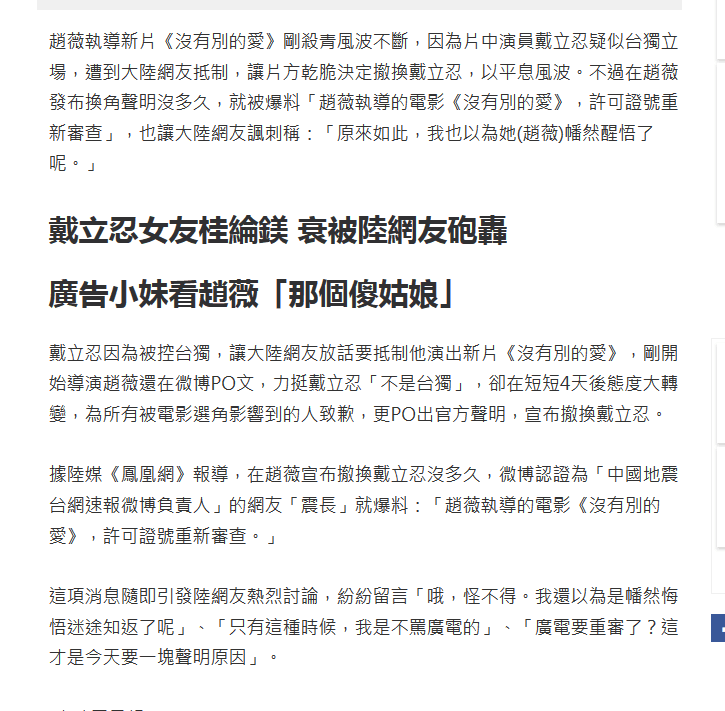 趙薇執導新片《沒有別的愛》剛殺青風波不斷，因為片中演員戴立忍疑似台獨立
場，遭到大陸網友抵制，讓片方乾脆決定撤換戴立忍，以平息風波。不過在趙薇
發布換角聲明沒多久，就被爆料「趙薇執導的電影《沒有別的愛》，許可證號重
新審查」，也讓大陸網友諷刺稱：「原來如此，我也以為她(趙薇)幡然醒悟了
呢。」
戴立忍女友桂綸鎂 衰被陸網友砲轟
廣告小妹看趙薇「那個傻姑娘」
戴立忍因為被控台獨，讓大陸網友放話要抵制他演出新片《沒有別的愛》，剛開
始導演趙薇還在微博PO文，力挺戴立忍「不是台獨」，卻在短短4天後態度大轉
變，為所有被電影選角影響到的人致歉，更PO出官方聲明，宣布撤換戴立忍。
據陸媒《鳳凰網》報導，在趙薇宣布撤換戴立忍沒多久，微博認證為「中國地震
台網速報微博負責人」的網友「震長」就爆料：「趙薇執導的電影《沒有別的
愛》，許可證號重新審查。」
這項消息隨即引發陸網友熱烈討論，紛紛留言「哦，怪不得。我還以為是幡然悔
悟迷途知返了呢」、「只有這種時候，我是不罵廣電的」、「廣電要重審了？這
才是今天要一塊聲明原因」。